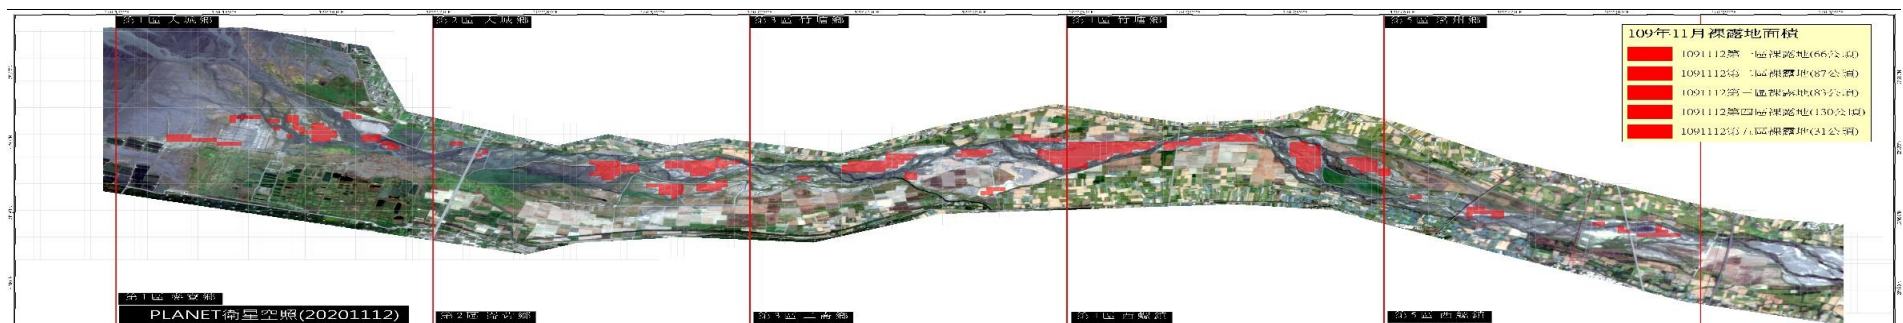 第1區 大城鄉
第2區 大城鄉
第3區 竹塘鄉
第4區 竹塘鄉
第5區 溪州鄉
109年11月裸露地面積
1091112第一區裸露地(66公頃)
1091112第二區裸露地(87公頃)
1091112第三區裸露地(83公頃)
1091112第四區裸露地(130公頃)
1091112第五區裸露地(31公頃)
第1區 麥寮鄉
PLANET衛星空照(20201112)
第2區 崙背鄉
第3區 二崙鄉
第4區 西螺鎮
第5區 西螺鎮